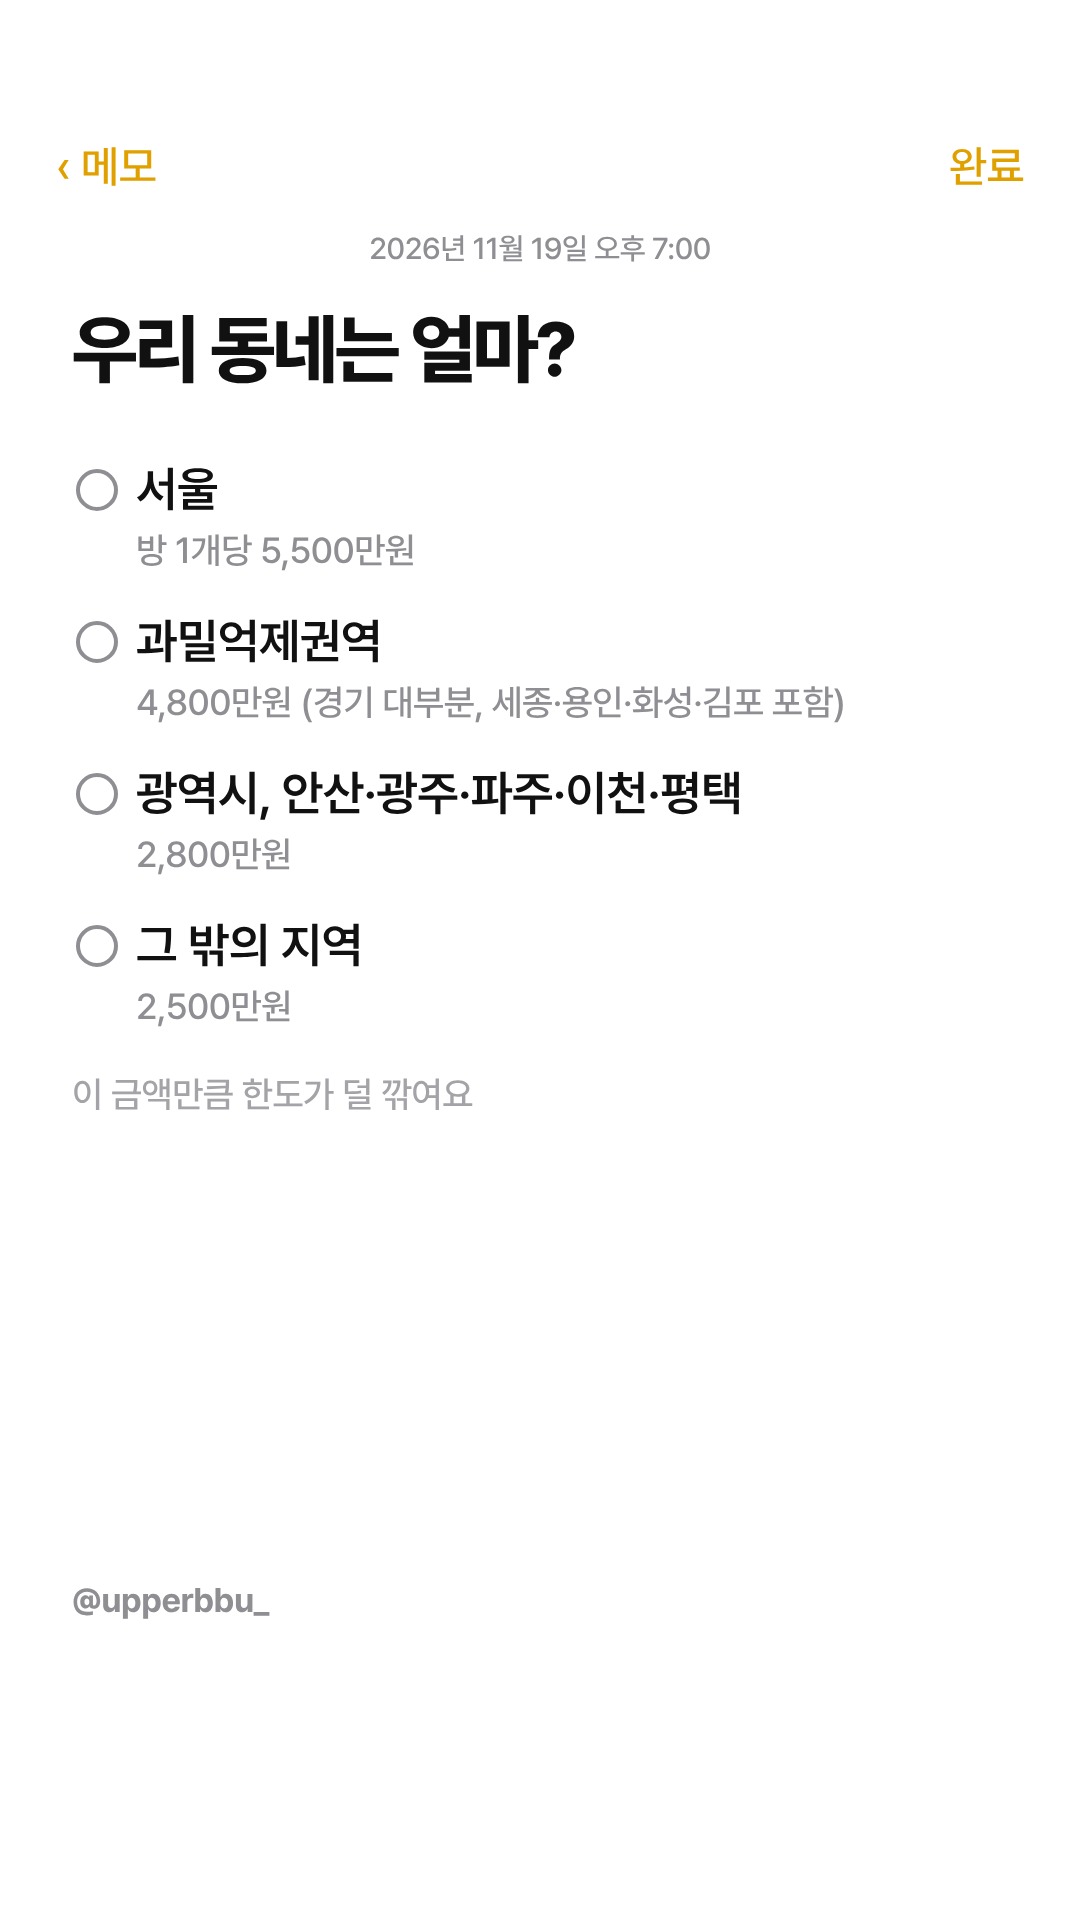 ‹ 메모
완료
2026년 11월 19일 오후 7:00
우리 동네는 얼마?
서울
방 1개당 5,500만원
과밀억제권역
4,800만원 (경기 대부분, 세종·용인·화성·김포 포함)
광역시, 안산·광주·파주·이천·평택
2,800만원
그 밖의 지역
2,500만원
이 금액만큼 한도가 덜 깎여요
@upperbbu_